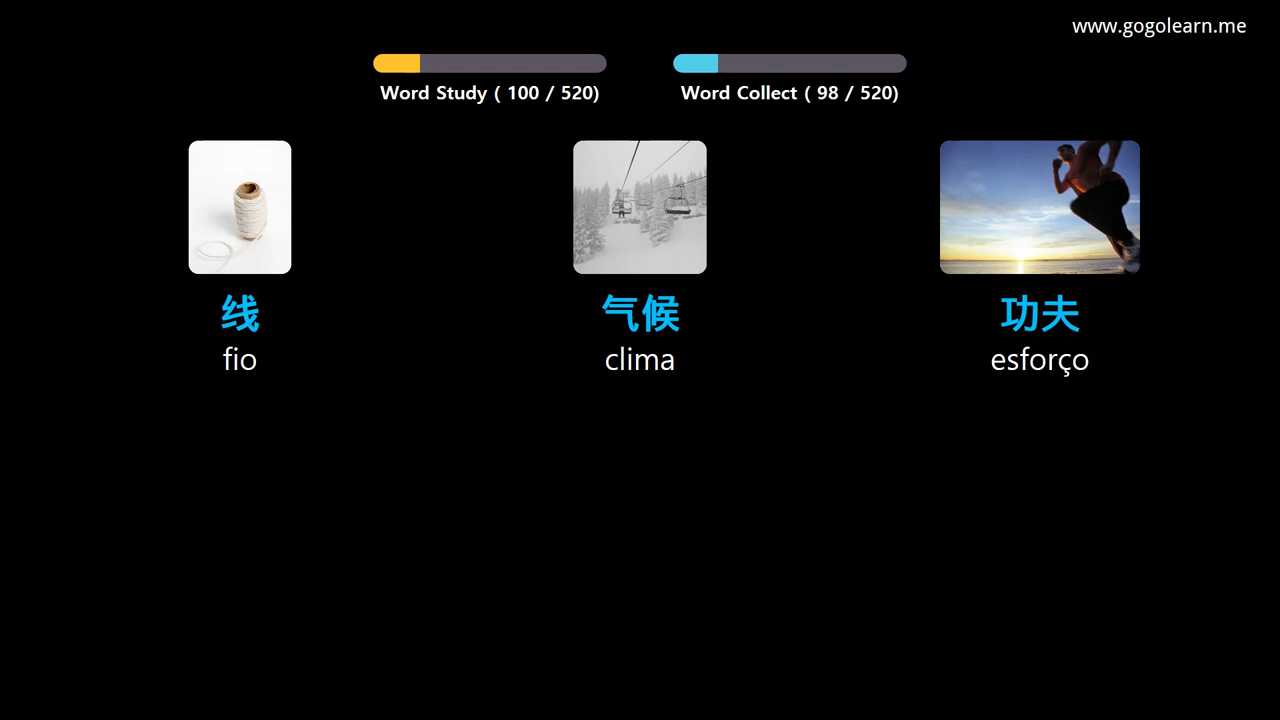 www.gogolearn.me
Word Study ( 100 / 520)
Word Collect ( 98 / 520)
线
气候
功夫
fio
clima
esforço